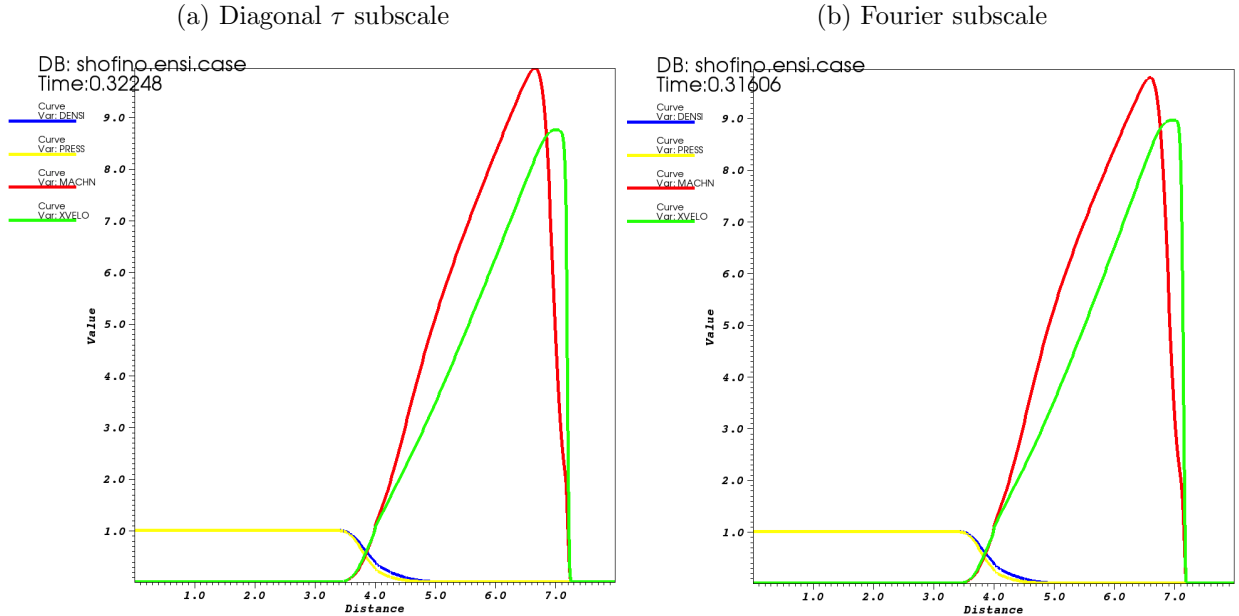 (a) Diagonal τ subscale
(b) Fourier subscale
DB: shofino.ensi.case
Time:0.32248
Curve
Var: DENSI
Curve
Var: PRESS
Curve
Var: MACHN
Curve
Var: XVELO
9.0
8.0
7.0
6.0
5.0
4.0
3.0
2.0
1.0
Value
1.0 2.0 3.0 4.0 5.0 6.0 7.0
Distance
DB: shofino.ensi.case
Time:0.31606
Curve
Var: DENSI
Curve
Var: PRESS
Curve
Var: MACHN
Curve
Var: XVELO
9.0
8.0
7.0
6.0
5.0
4.0
3.0
2.0
1.0
Value
1.0 2.0 3.0 4.0 5.0 6.0 7.0
Distance